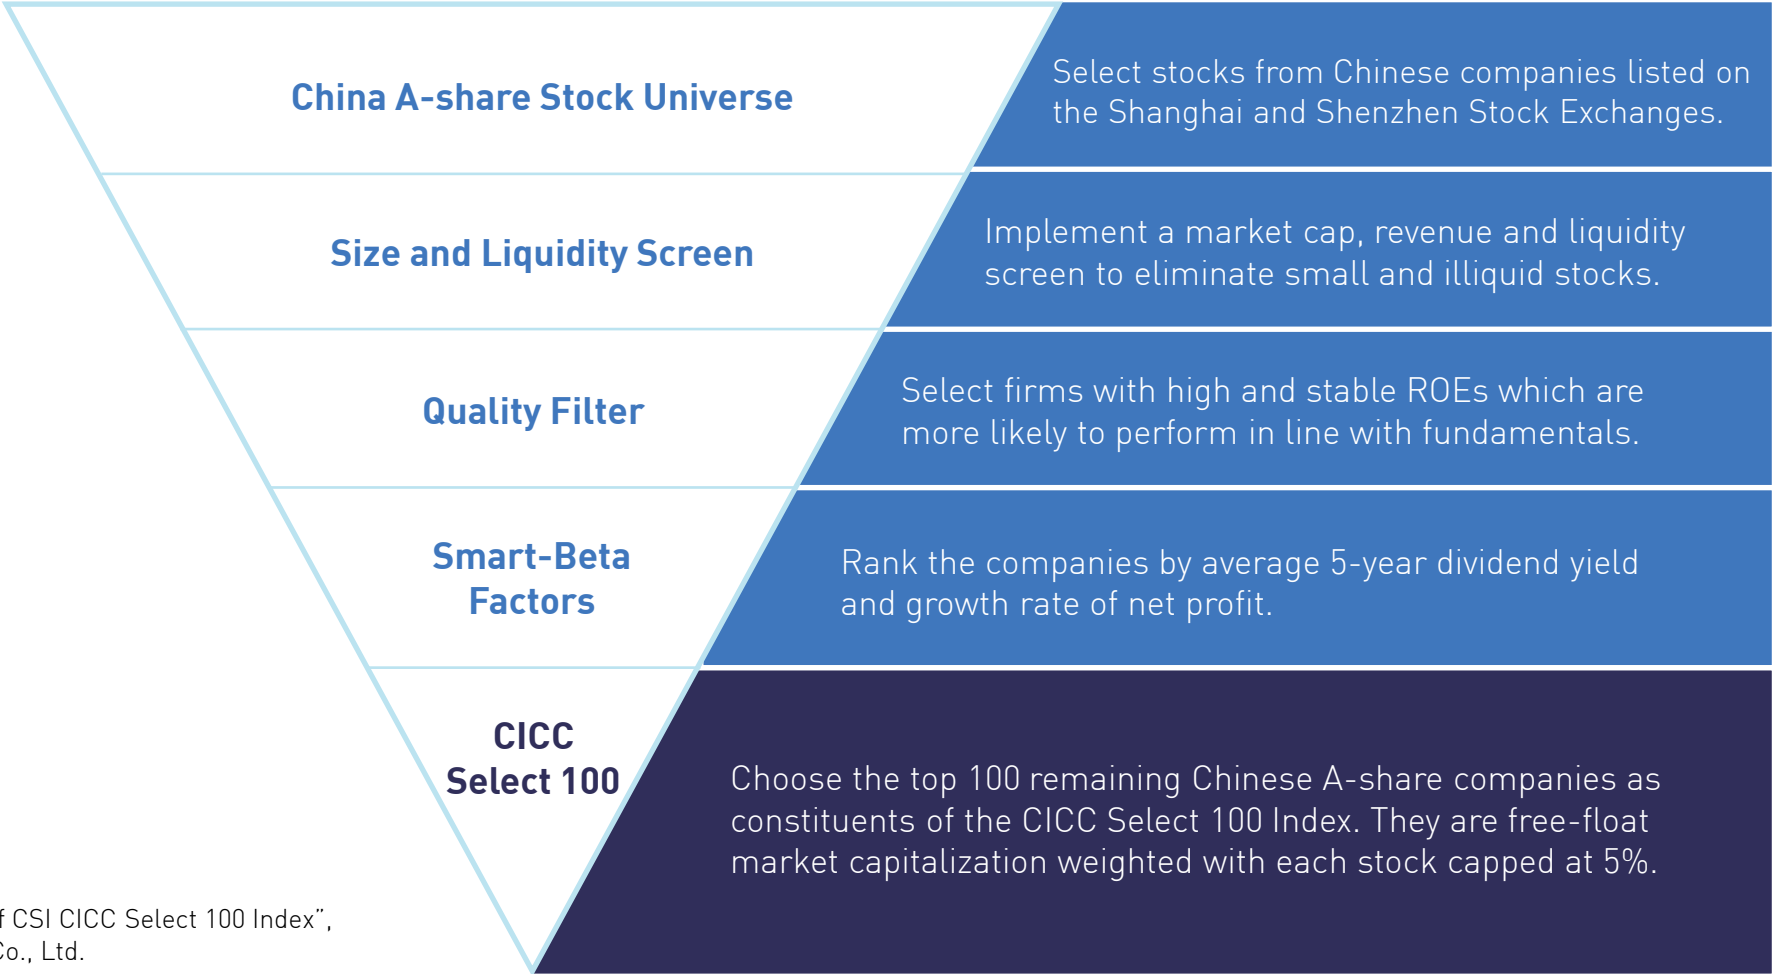 China A-share Stock Universe
Select stocks from Chinese companies listed on
the Shanghai and Shenzhen Stock Exchanges.
Size and Liquidity Screen
Implement a market cap, revenue and liquidity
screen to eliminate small and illiquid stocks.
Quality Filter
Select firms with high and stable ROEs which are
more likely to perform in line with fundamentals.
Smart-Beta
Factors
Rank the companies by average 5-year dividend yield
and growth rate of net profit.
CICC
Select 100
Choose the top 100 remaining Chinese A-share companies as
constituents of the CICC Select 100 Index. They are free-float
market capitalization weighted with each stock capped at 5%.
CSI CICC Select 100 Index”,
Co., Ltd.